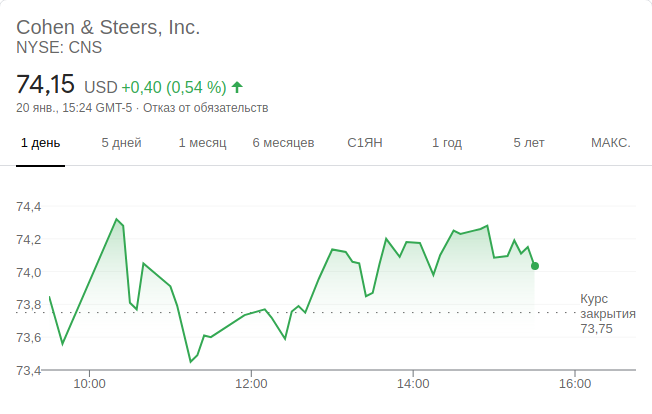 Cohen & Steers, Inc.
NYSE: CNS
74,15 USD +0,40 (0,54 %)
20 янв., 15:24 GMT-5 · Отказ от обязательств
1 день 5 дней 1 месяц 6 месяцев С1ЯН 1 год 5 лет МАКС.
74,4
74,2
74,0
73,8
73,6
73,4
Курс
закрытия
73,75
10:00 12:00 14:00 16:00